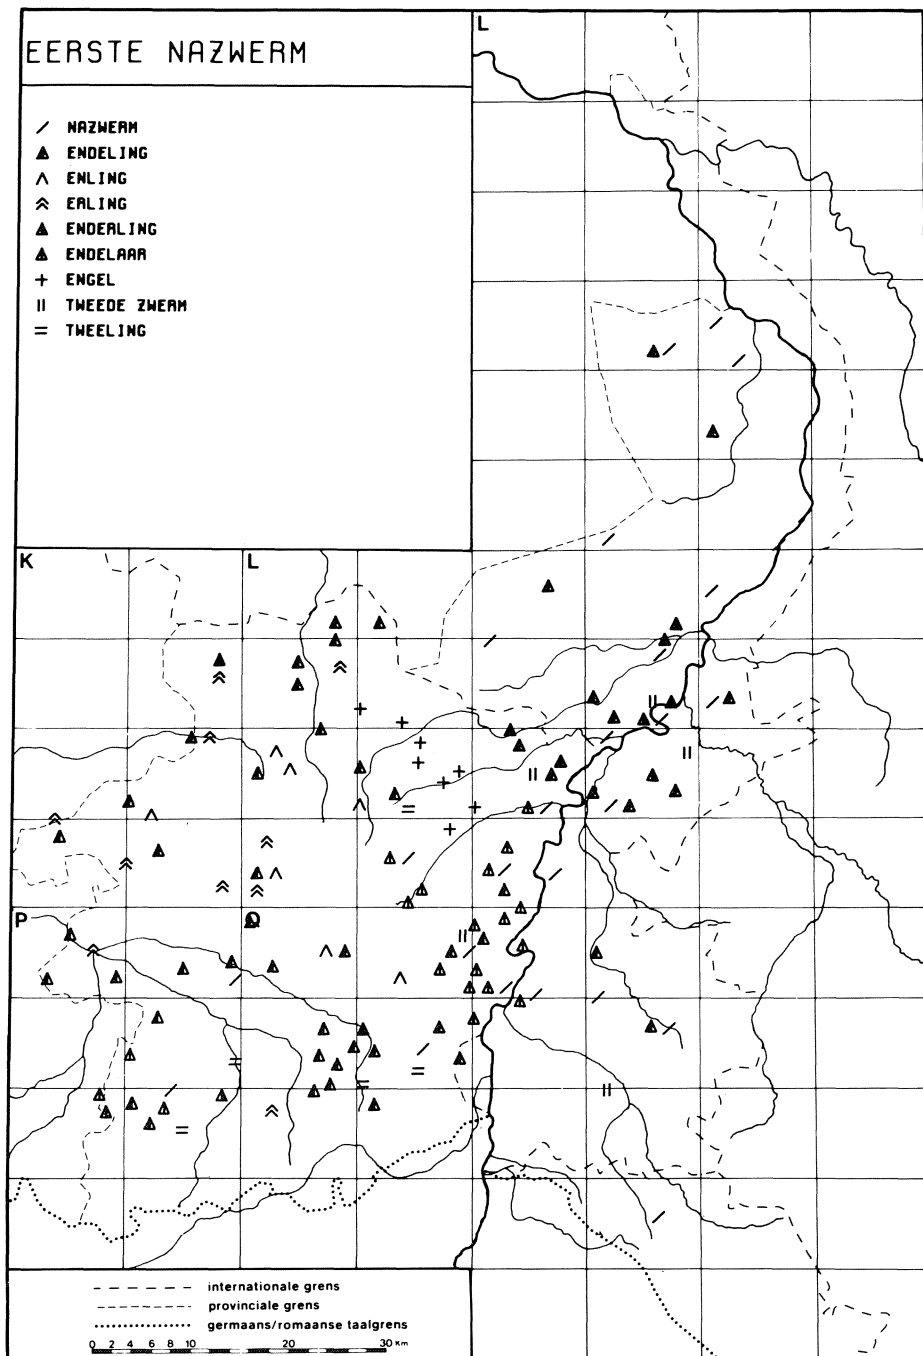 EERSTE NAZWERM
NAZWERM
ENDELING
ENLING
ERLING
ENDERLING
ENDELAAR
ENGEL
TWEEDE ZWERM
TWEELING
L
K
L
P
Q
internationale grens
provinciale grens
germaans/romaanse taalgrens
0 2 4 6 8 10 20 30 Km